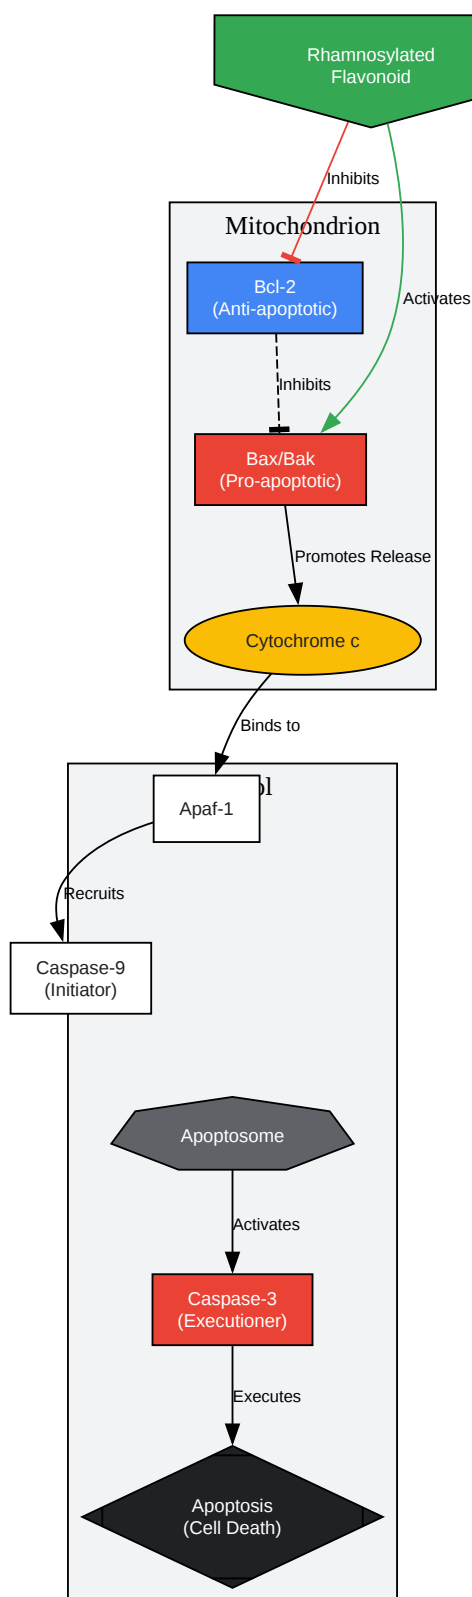 Rhamnosylated
Flavonoid
Inhibits
Mitochondrion
Bcl-2
(Anti-apoptotic)
Activates
Inhibits
Bax/Bak
(Pro-apoptotic)
Promotes Release
Cytochrome c
Binds to
ol
Apaf-1
Recruits
Caspase-9
(Initiator)
Apoptosome
Activates
Caspase-3
(Executioner)
Executes
Apoptosis
(Cell Death)